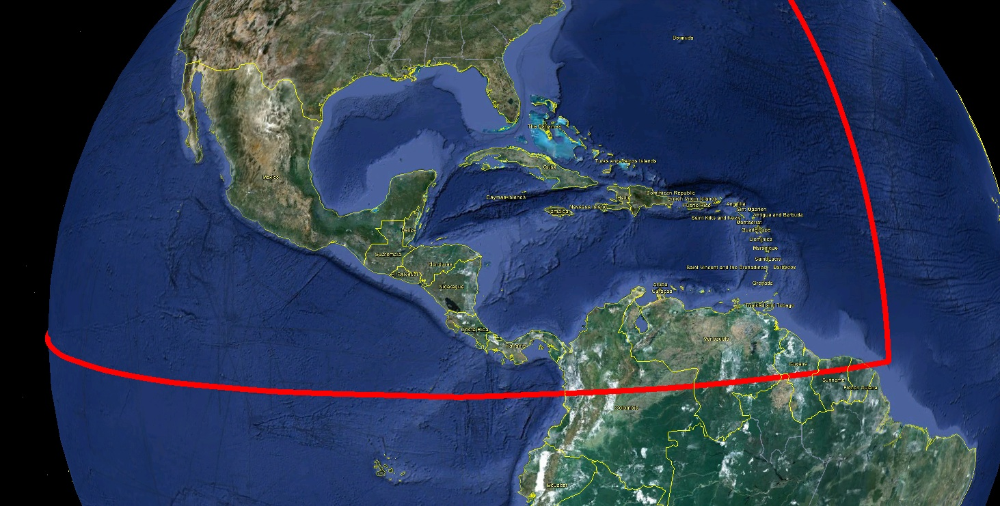 Bermuda
The Bahamas
Turks and Caicos Islands
Cuba
México
Dominican Republic
Haiti
Cayman Islands
British Virgin Islands
Puerto Rico
Anguilla
Navassa Island
Sint Maarten
Jamaica
Antigua and Barbuda
Saint Kitts and Nevis
Montserrat
Belize
Guadeloupe
Dominica
Martinique
Guatemala
Saint Lucia
Honduras
Saint Vincent and the Grenadines
Barbados
El Salvador
Grenada
Aruba
Nicaragua
Curaçao
Trinidad and Tobago
Costa Rica
Venezuela
Panama
Guyana
Suriname
French Guiana
Colombia
Ecuador